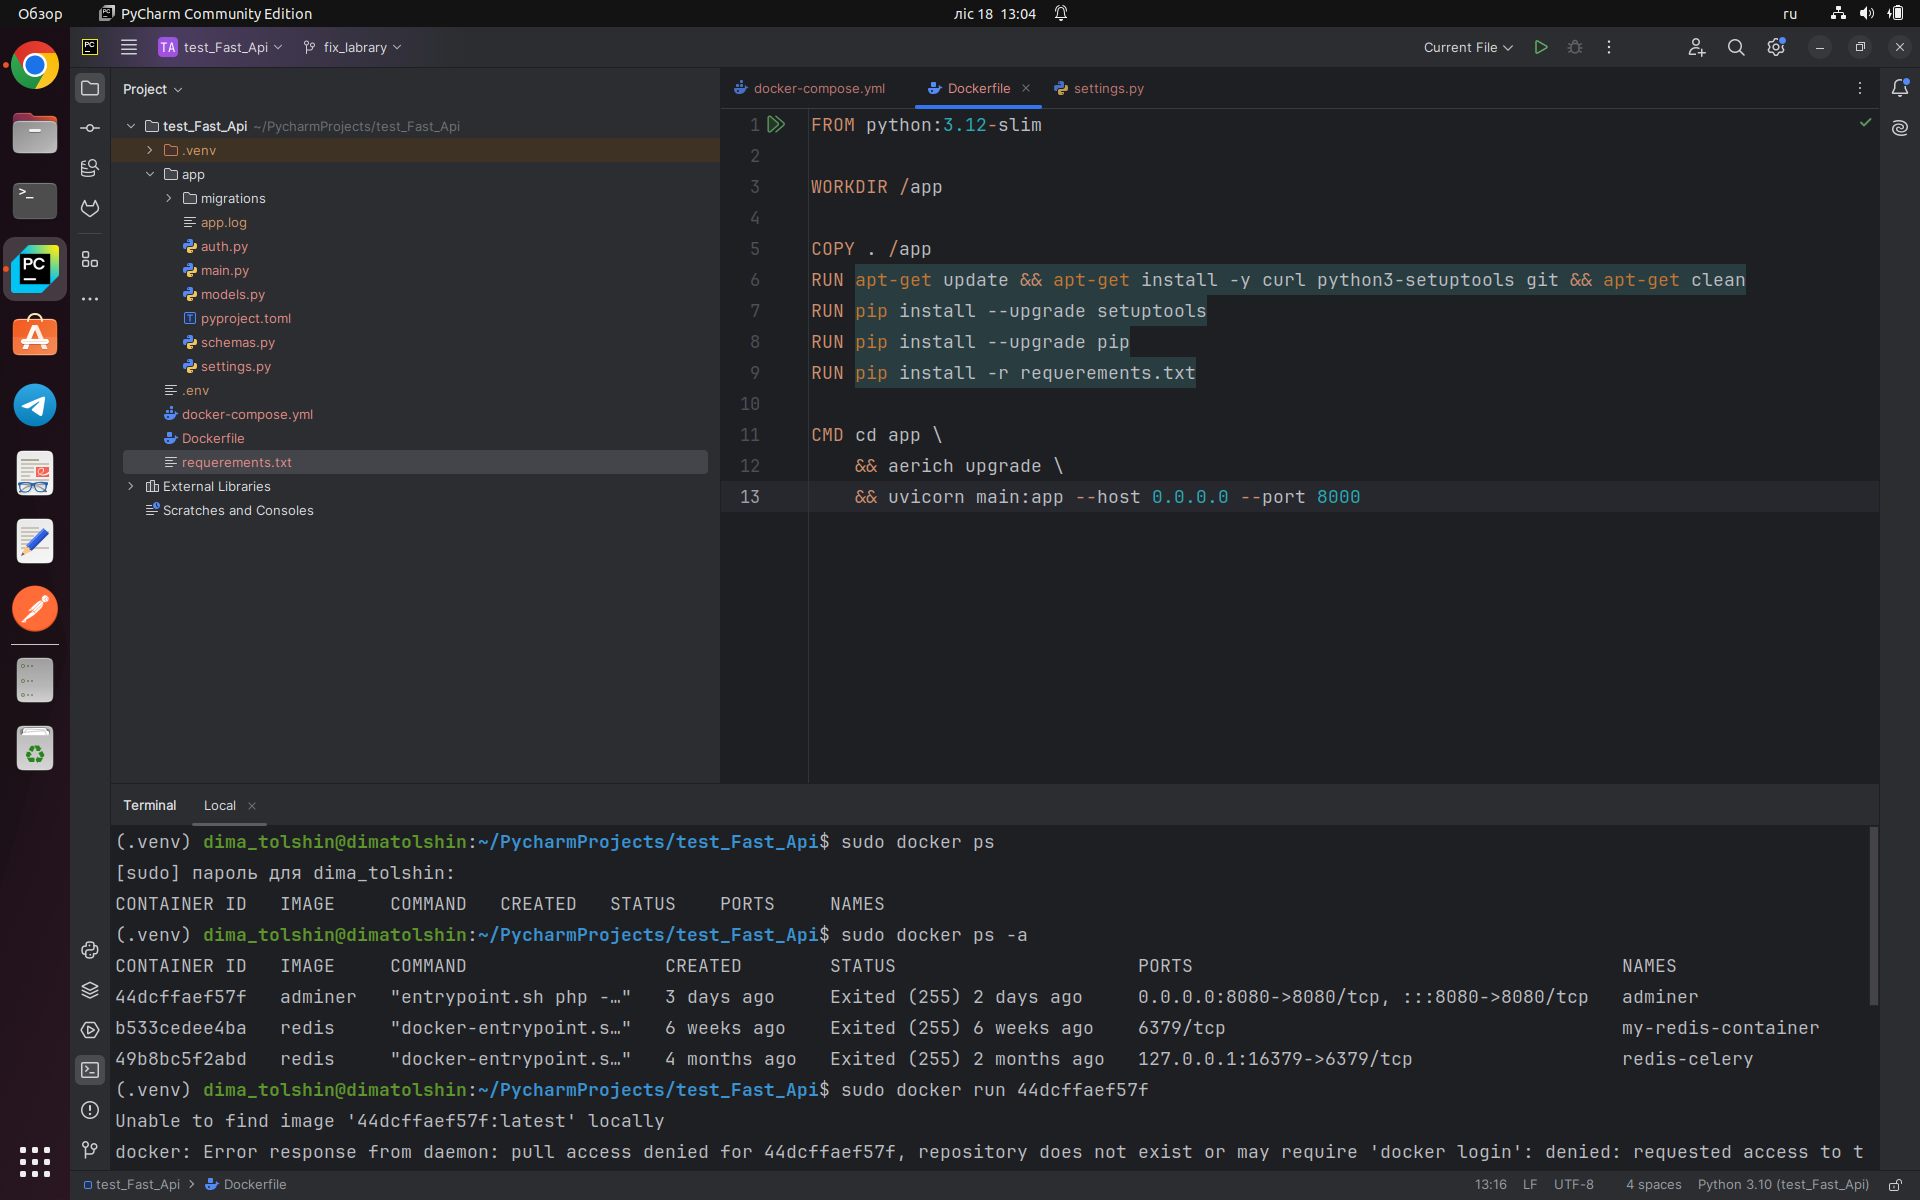 Обзор
PyCharm Community Edition
ліс 18 13:04
ru
PC
TA
test_Fast_Api
fix_labrary
Current File
Project
docker-compose.yml
Dockerfile
settings.py
test_Fast_Api ~/PycharmProjects/test_Fast_Api
.venv
app
migrations
app.log
auth.py
main.py
models.py
pyproject.toml
schemas.py
settings.py
.env
docker-compose.yml
Dockerfile
requerements.txt
External Libraries
Scratches and Consoles
PC
1 FROM python:3.12-slim
2
3 WORKDIR /app
4
5 COPY . /app
6 RUN apt-get update && apt-get install -y curl python3-setuptools git && apt-get clean
7 RUN pip install --upgrade setuptools
8 RUN pip install --upgrade pip
9 RUN pip install -r requerements.txt
10
11 CMD cd app \
12 && aerich upgrade \
13 && uvicorn main:app --host 0.0.0.0 --port 8000
Terminal
Local
(.venv) dima_tolshin@dimatolshin:~/PycharmProjects/test_Fast_Api$ sudo docker ps
[sudo] пароль для dima_tolshin:
CONTAINER ID IMAGE COMMAND CREATED STATUS PORTS NAMES
(.venv) dima_tolshin@dimatolshin:~/PycharmProjects/test_Fast_Api$ sudo docker ps -a
CONTAINER ID IMAGE COMMAND CREATED STATUS PORTS NAMES
44dcffaef57f adminer "entrypoint.sh php -…" 3 days ago Exited (255) 2 days ago 0.0.0.0:8080->8080/tcp, :::8080->8080/tcp adminer
b533cedee4ba redis "docker-entrypoint.s…" 6 weeks ago Exited (255) 6 weeks ago 6379/tcp my-redis-container
49b8bc5f2abd redis "docker-entrypoint.s…" 4 months ago Exited (255) 2 months ago 127.0.0.1:16379->6379/tcp redis-celery
(.venv) dima_tolshin@dimatolshin:~/PycharmProjects/test_Fast_Api$ sudo docker run 44dcffaef57f
Unable to find image '44dcffaef57f:latest' locally
docker: Error response from daemon: pull access denied for 44dcffaef57f, repository does not exist or may require 'docker login': denied: requested access to t
test_Fast_Api > Dockerfile
13:16 LF UTF-8 4 spaces Python 3.10 (test_Fast_Api)